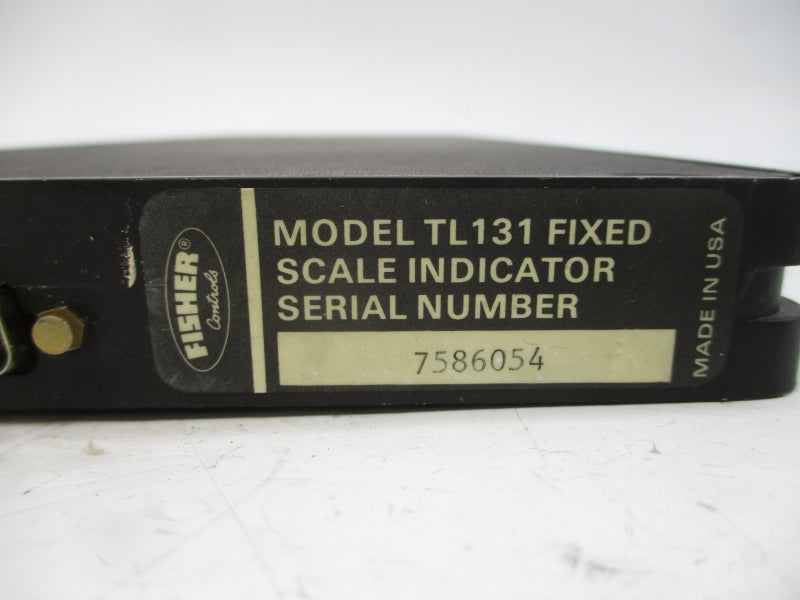 FISHER®
Controls
MODEL TL131 FIXED
SCALE INDICATOR
SERIAL NUMBER
7586054
MADE IN USA